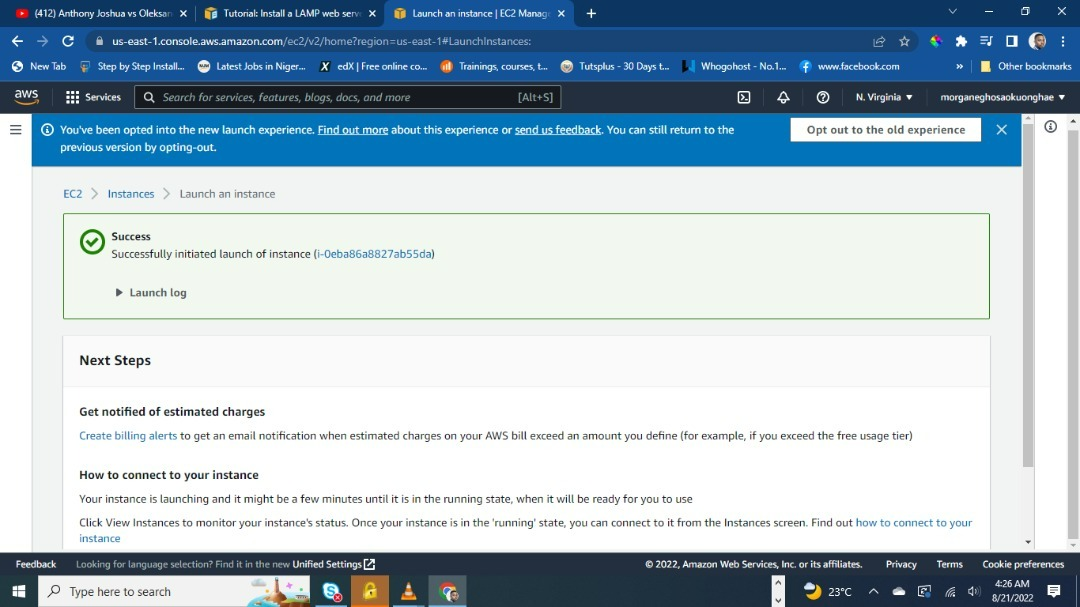 (412) Anthony Joshua vs Oleksan
Tutorial: Install a LAMP web serv
Launch an instance | EC2 Manag
us-east-1.console.aws.amazon.com/ec2/v2/home?region=us-east-1#LaunchInstances:
New Tab
Step by Step Install...
Latest Jobs in Niger...
edX | Free online co...
Trainings, courses, t...
Tutsplus - 30 Days t...
Whogohost - No.1...
www.facebook.com
»
Other bookmarks
aws
Services
Search for services, features, blogs, docs, and more
[Alt+S]
N. Virginia
morganeghosaokuonghae
You've been opted into the new launch experience. Find out more about this experience or send us feedback. You can still return to the
previous version by opting-out.
Opt out to the old experience
EC2
Instances
Launch an instance
Success
Successfully initiated launch of instance (i-0eba86a8827ab55da)
Launch log
Next Steps
Get notified of estimated charges
Create billing alerts to get an email notification when estimated charges on your AWS bill exceed an amount you define (for example, if you exceed the free usage tier)
How to connect to your instance
Your instance is launching and it might be a few minutes until it is in the running state, when it will be ready for you to use
Click View Instances to monitor your instance's status. Once your instance is in the 'running' state, you can connect to it from the Instances screen. Find out how to connect to your
instance
Feedback
Looking for language selection? Find it in the new Unified Settings
© 2022, Amazon Web Services, Inc. or its affiliates.
Privacy
Terms
Cookie preferences
Type here to search
23°C
4:26 AM
8/21/2022